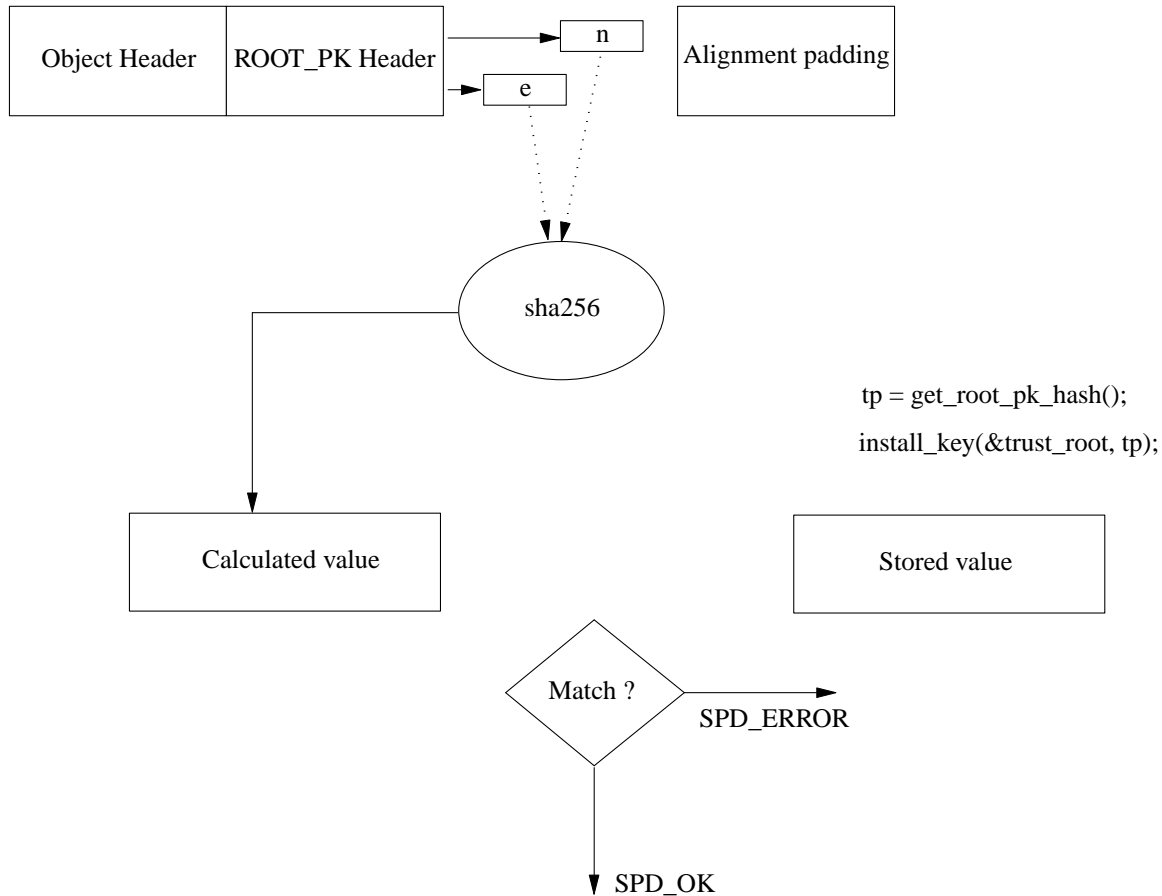 Object Header
ROOT_PK Header
n
e
Alignment padding
sha256
tp = get_root_pk_hash();
install_key(&trust_root, tp);
Calculated value
Stored value
Match ?
SPD_ERROR
SPD_OK